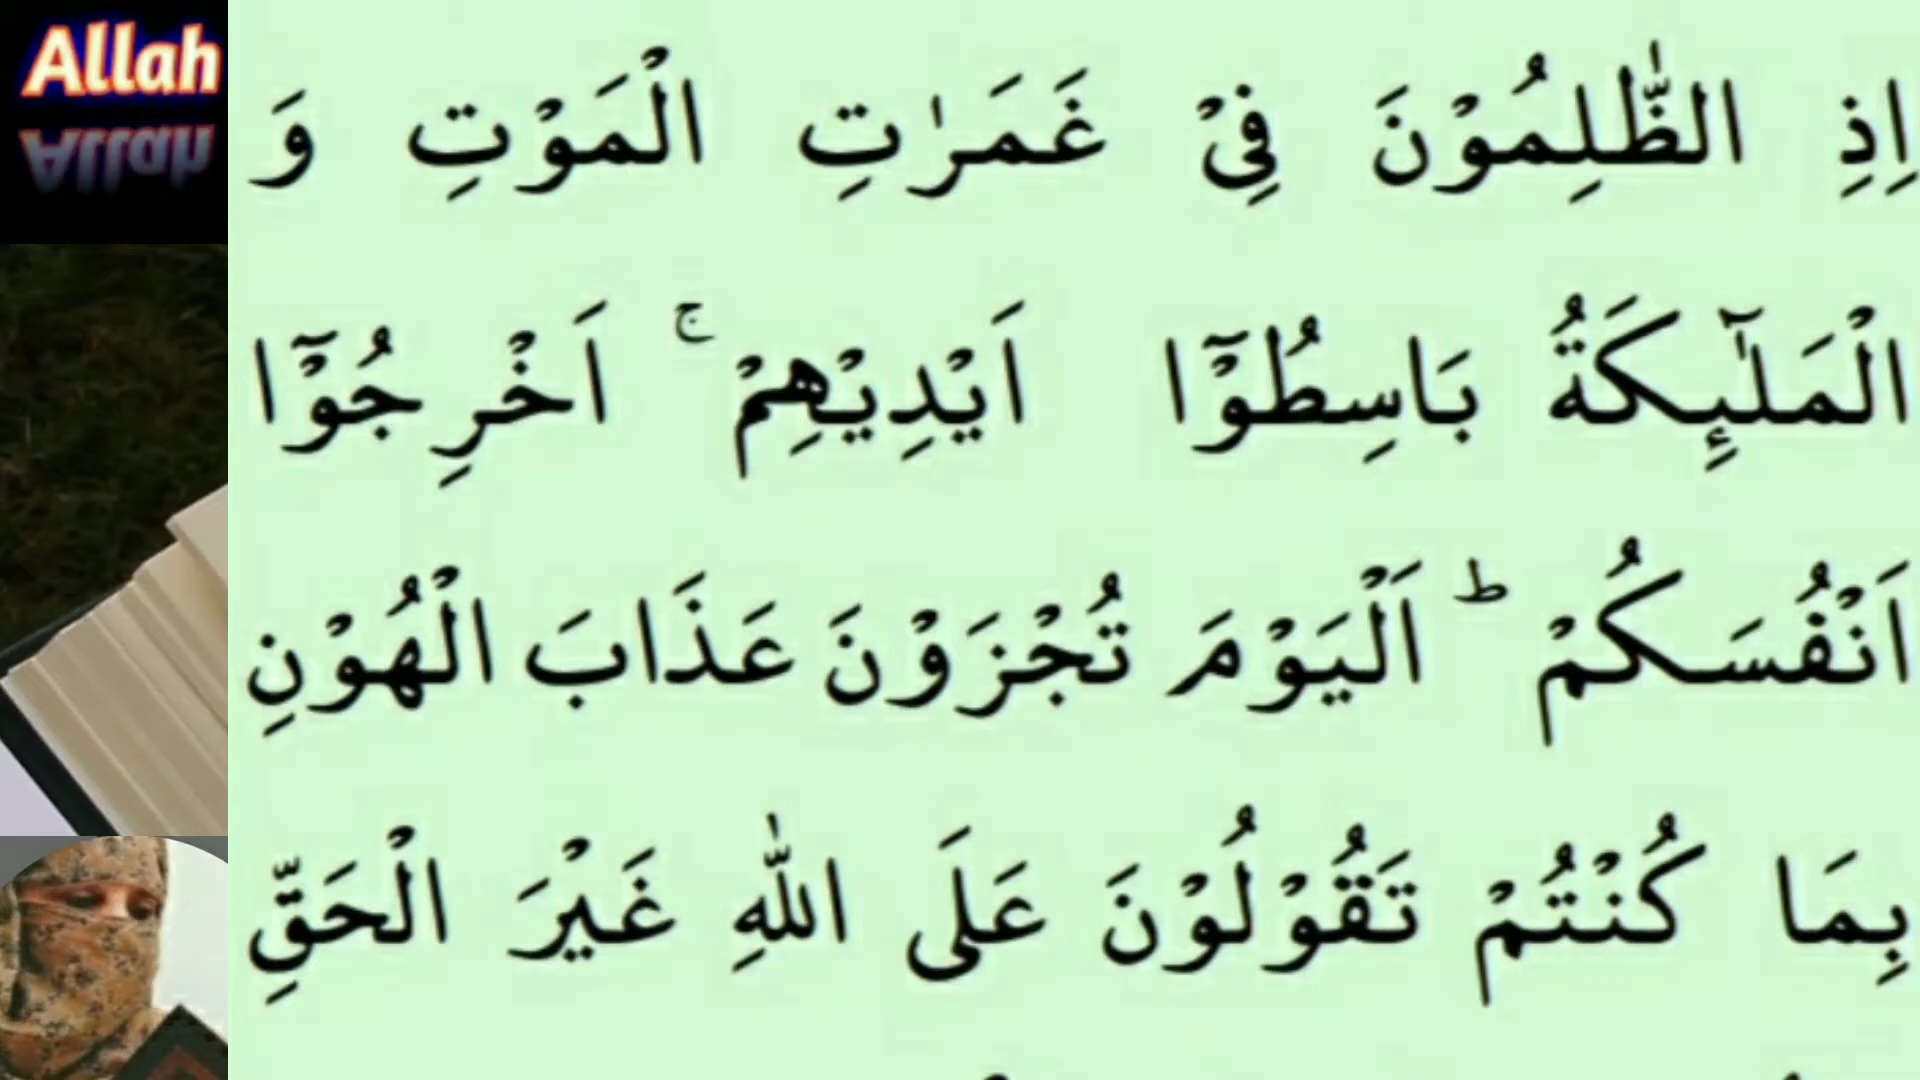 Allah
اِذِ الظّٰلِمُوْنَ فِیْ غَمَرٰتِ الْمَوْتِ وَ
الْمَلٰٓىِٕكَةُ بَاسِطُوْۤا اَیْدِیْهِمْ ۚ اَخْرِجُوْۤا
اَنْفُسَكُمْ ؕ اَلْیَوْمَ تُجْزَوْنَ عَذَابَ الْهُوْنِ
بِمَا كُنْتُمْ تَقُوْلُوْنَ عَلَی اللّٰهِ غَیْرَ الْحَقِّ